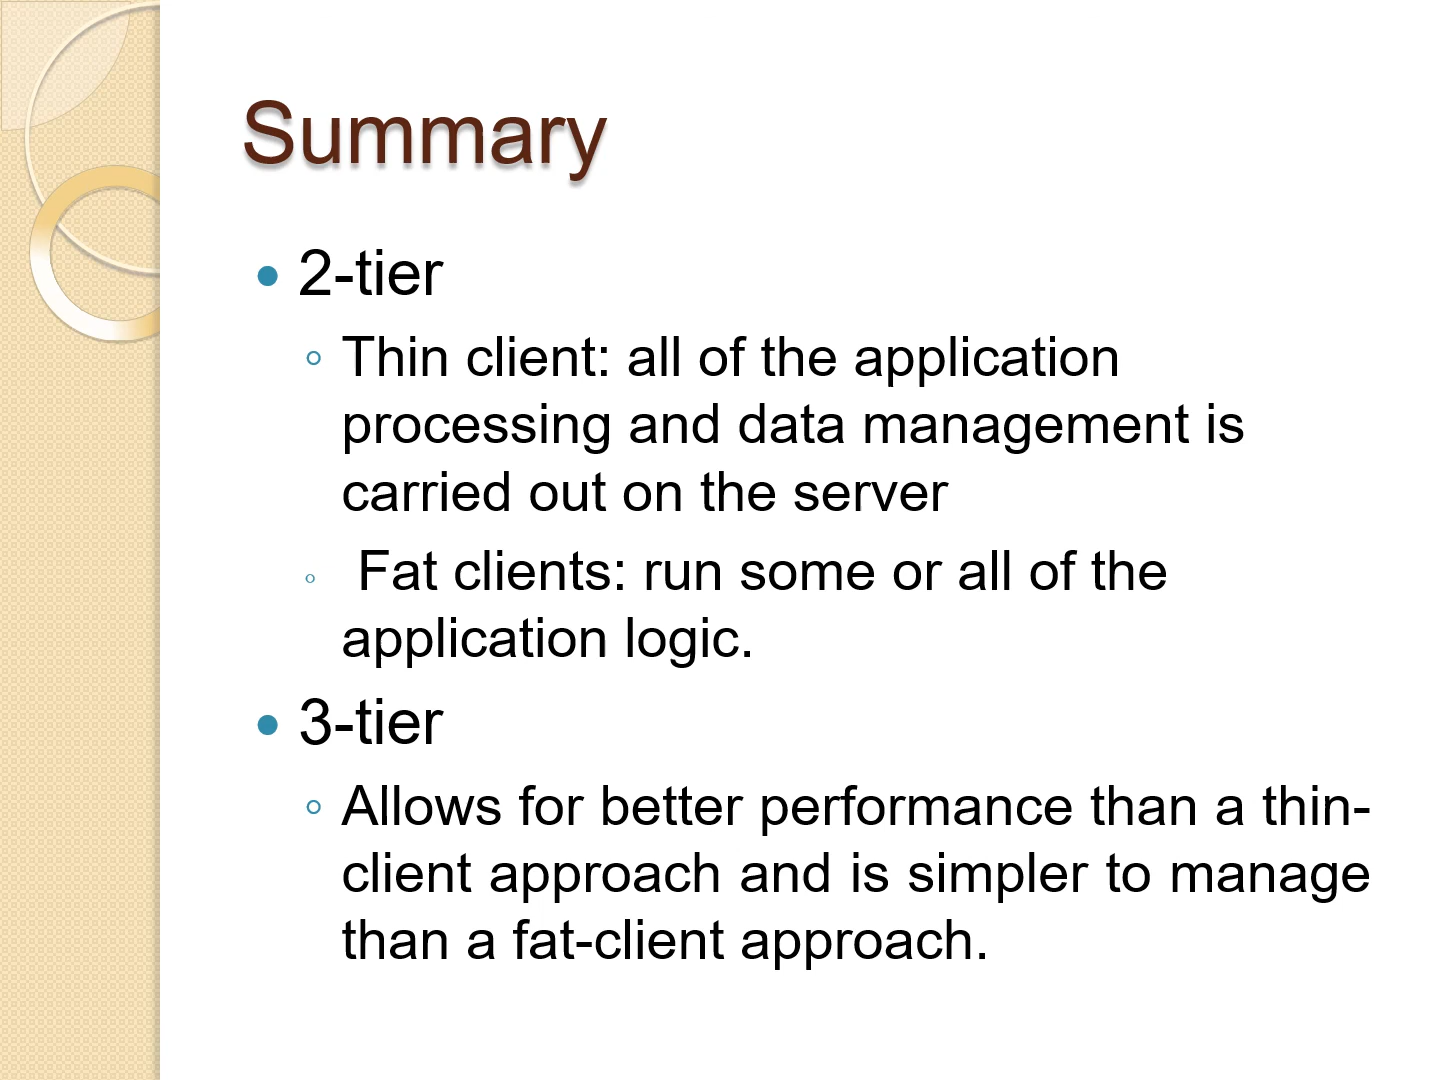 Summary
• 2-tier
◦ Thin client: all of the application
processing and data management is
carried out on the server
◦ Fat clients: run some or all of the
application logic.
• 3-tier
◦ Allows for better performance than a thin-
client approach and is simpler to manage
than a fat-client approach.